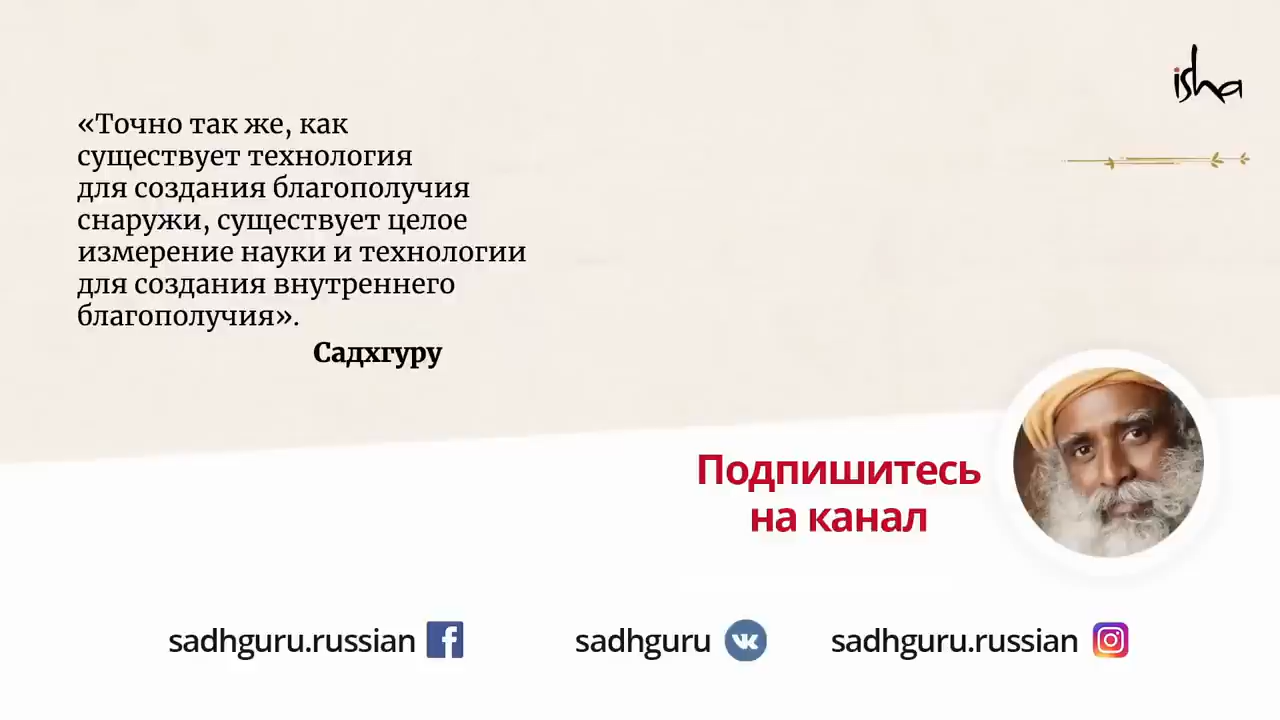 isha
«Точно так же, как
существует технология
для создания благополучия
снаружи, существует целое
измерение науки и технологии
для создания внутреннего
благополучия».
Садхгуру
Подпишитесь
на канал
sadhguru.russian
sadhguru
sadhguru.russian